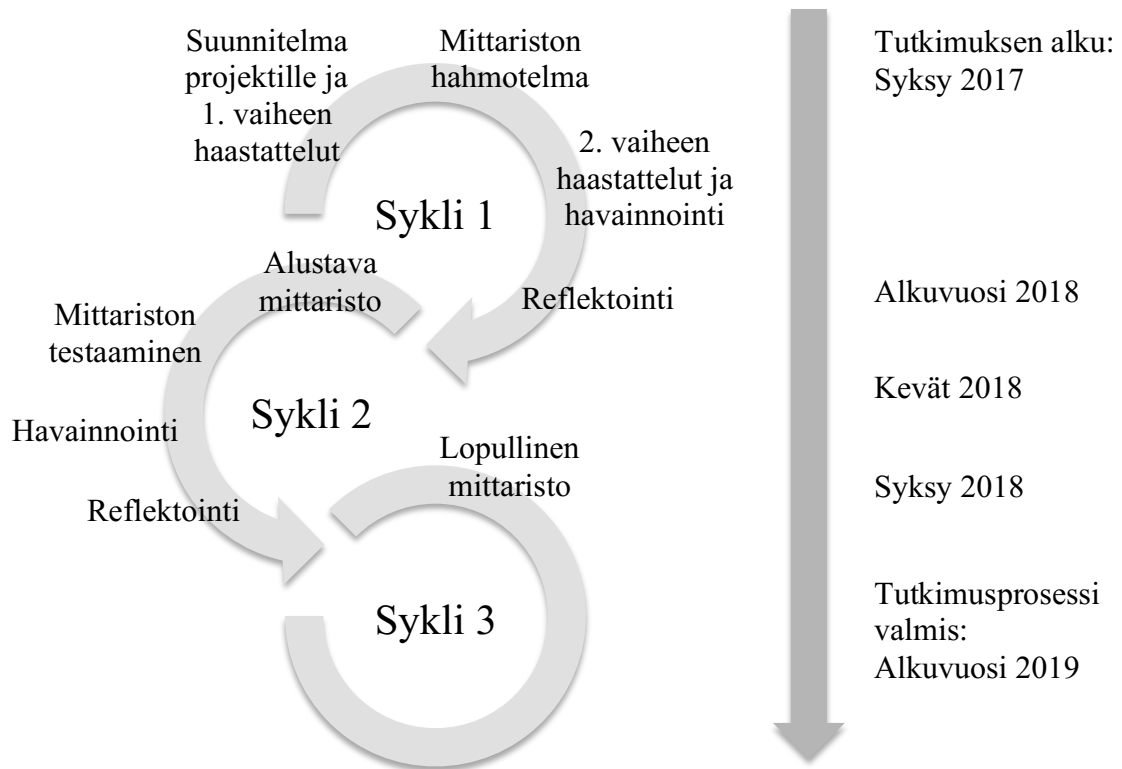 Suunnitelma
projektille ja
1. vaiheen
haastattelut
Mittariston
hahmotelma
2. vaiheen
haastattelut ja
havainnointi
Sykli 1
Reflektointi
Alustava
mittaristo
Mittariston
testaaminen
Sykli 2
Havainnointi
Reflektointi
Lopullinen
mittaristo
Sykli 3
Tutkimuksen alku:
Syksy 2017
Alkuvuosi 2018
Kevät 2018
Syksy 2018
Tutkimusprosessi
valmis:
Alkuvuosi 2019